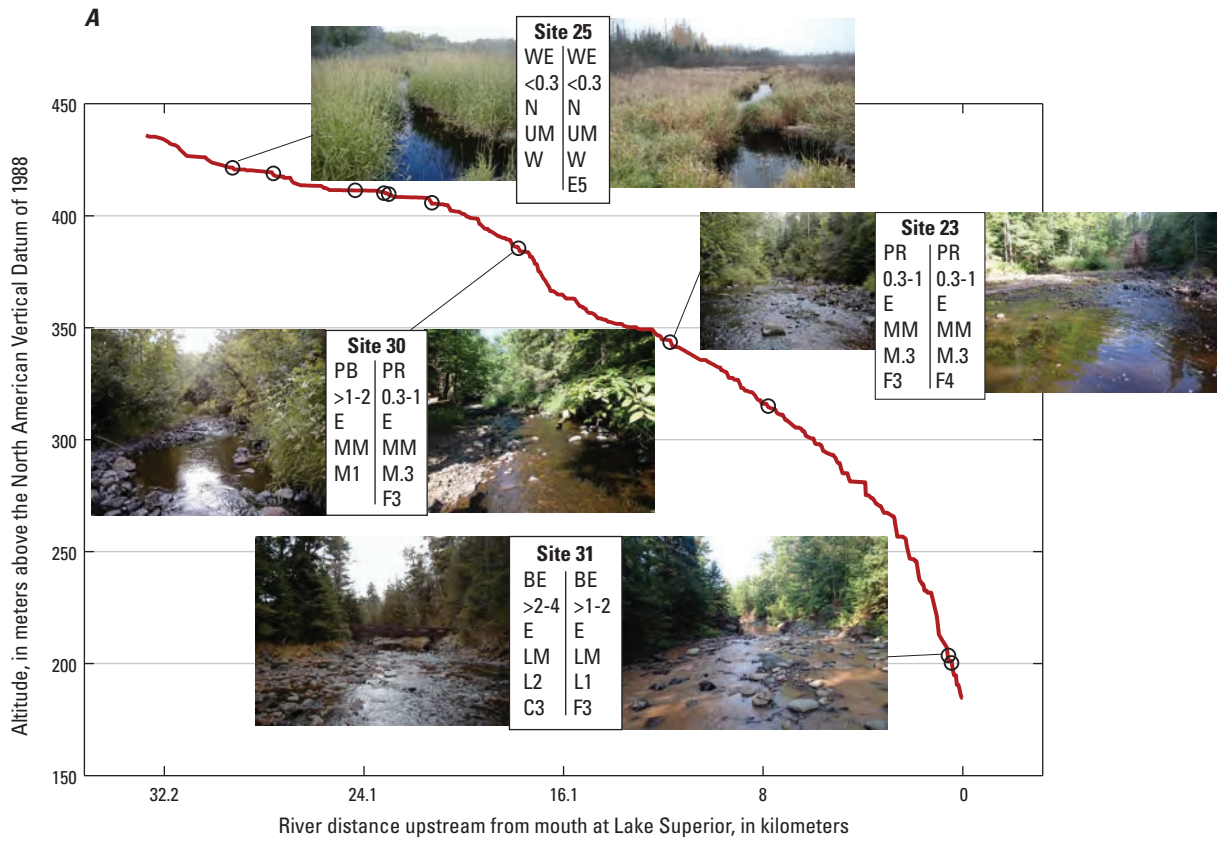 A
Site 25
WE WE
<0.3 <0.3
N N
UM UM
W W
E5
450
400
350
300
250
200
150
Altitude, in meters above the North American Vertical Datum of 1988
Site 23
PR PR
0.3-1 0.3-1
E E
MM MM
M.3 M.3
F3 F4
Site 30
PB PR
>1-2 0.3-1
E E
MM MM
M1 M.3
F3
Site 31
BE BE
>2-4 >1-2
E E
LM LM
L2 L1
C3 F3
32.2 24.1 16.1 8 0
River distance upstream from mouth at Lake Superior, in kilometers